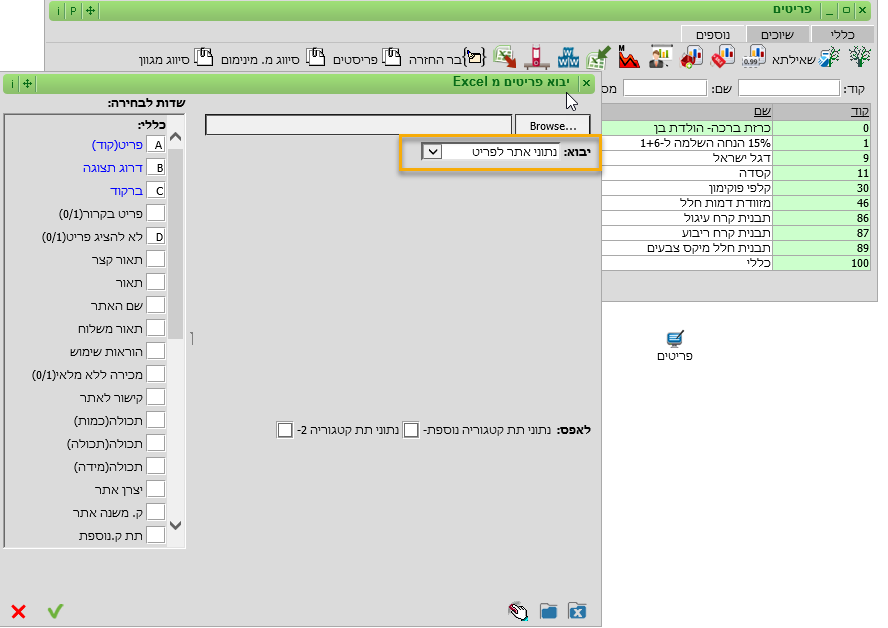 פריטים
i P
כללי
שיוכים
נוספים
שאילתא
בר החזרה
פריסטים
סיווג מ. מינימום
סיווג מגוון
קוד:
שם:
מס
קוד שם
0 כרזת ברכה- הולדת בן
1 15% הנחה השלמה ל-1+6
9 דגל ישראל
11 קסדה
30 קלפי פוקימון
46 מזוודת דמות חלל
86 תבנית קרח עיגול
87 תבנית קרח ריבוע
89 תבנית חלל מיקס צבעים
100 כללי
פריטים
יבוא פריטים מ Excel
i
Browse...
יבוא: נתוני אתר לפריט
שדות לבחירה:
כללי:
A פריט(קוד)
B דרוג תצוגה
C ברקוד
פריט בקרור(0/1)
D לא להציג פריט(0/1)
תאור קצר
תאור
שם האתר
תאור משלוח
הוראות שימוש
מכירה ללא מלאי(0/1)
קישור לאתר
תכולה(כמות)
תכולה(תכולה)
תכולה(מידה)
יצרן אתר
ק. משנה אתר
תת ק.נוספת
לאפס: נתוני תת קטגוריה נוספת- נתוני תת קטגוריה 2-